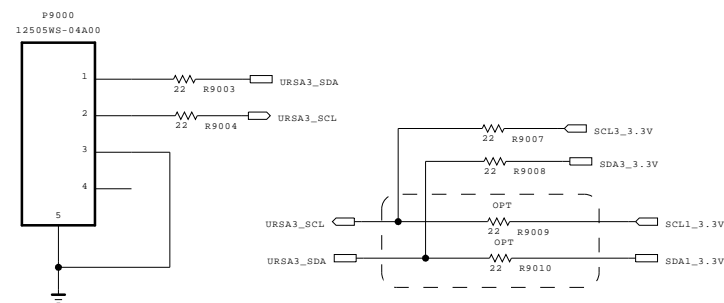 P9000
12505WS-04A00
1
22 R9003 URSA3_SDA
2
22 R9004 URSA3_SCL
3
4
5
22 R9007 SCL3_3.3V
22 R9008 SDA3_3.3V
OPT
URSA3_SCL 22 R9009 SCL1_3.3V
OPT
URSA3_SDA 22 R9010 SDA1_3.3V